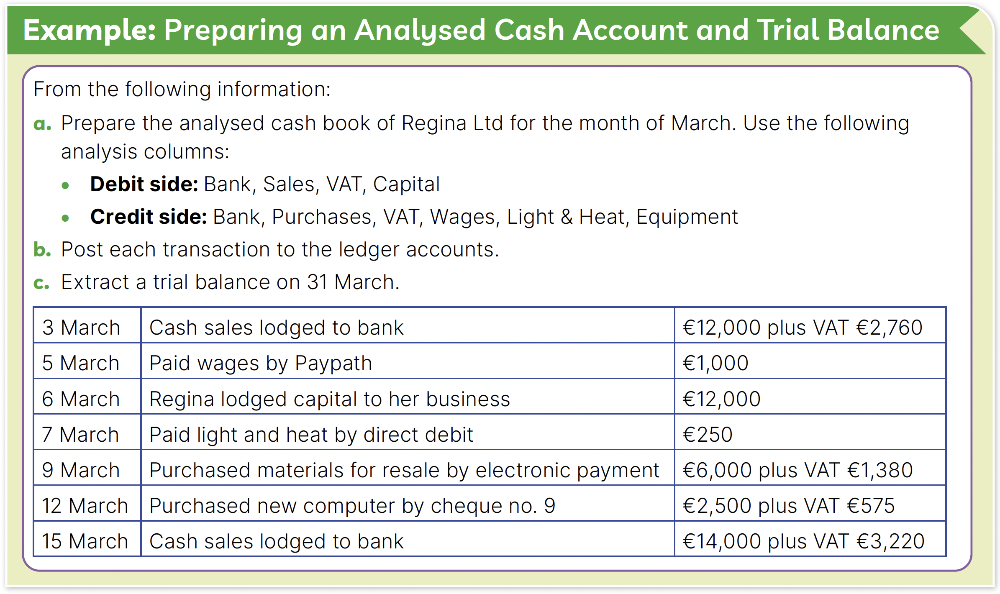 Example: Preparing an Analysed Cash Account and Trial Balance
From the following information:
a. Prepare the analysed cash book of Regina Ltd for the month of March. Use the following
analysis columns:
• Debit side: Bank, Sales, VAT, Capital
• Credit side: Bank, Purchases, VAT, Wages, Light & Heat, Equipment
b. Post each transaction to the ledger accounts.
c. Extract a trial balance on 31 March.
3 March Cash sales lodged to bank €12,000 plus VAT €2,760
5 March Paid wages by Paypath €1,000
6 March Regina lodged capital to her business €12,000
7 March Paid light and heat by direct debit €250
9 March Purchased materials for resale by electronic payment €6,000 plus VAT €1,380
12 March Purchased new computer by cheque no. 9 €2,500 plus VAT €575
15 March Cash sales lodged to bank €14,000 plus VAT €3,220